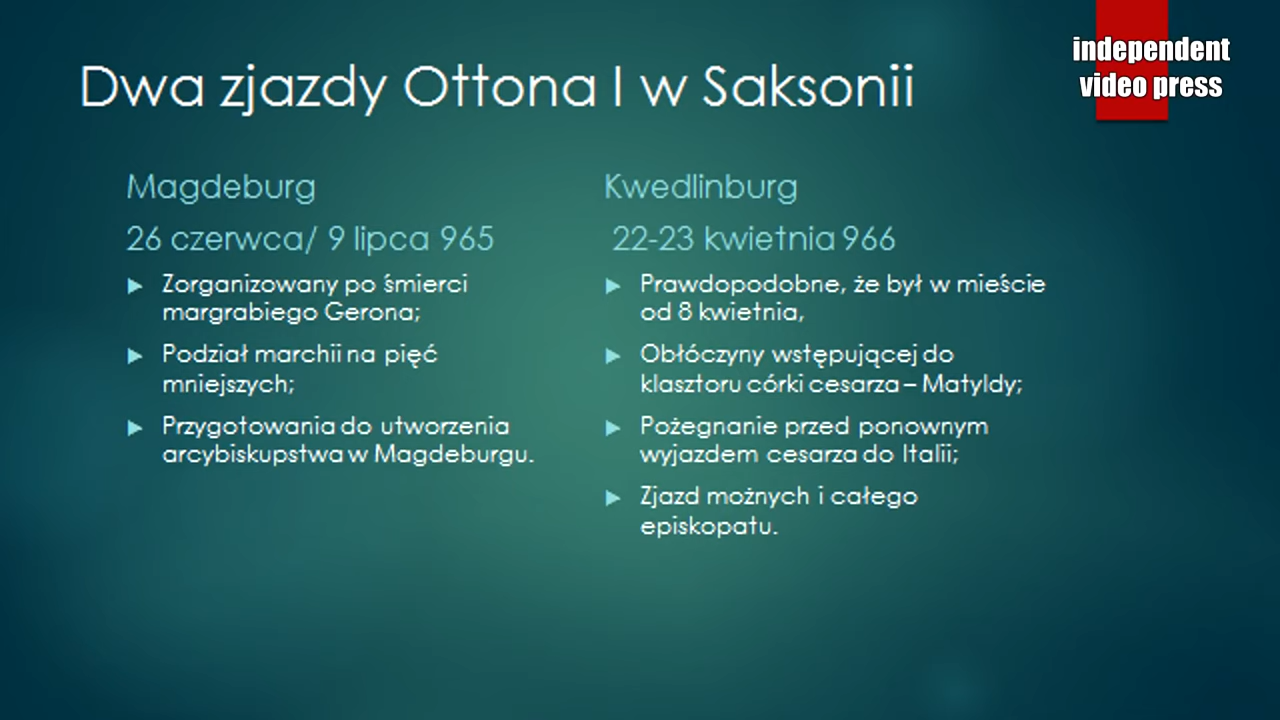 independent
video press
Dwa zjazdy Ottona I w Saksonii
Magdeburg
26 czerwca/ 9 lipca 965
Zorganizowany po śmierci
margrabiego Gerona;
Podział marchii na pięć
mniejszych;
Przygotowania do utworzenia
arcybiskupstwa w Magdeburgu.
Kwedlinburg
22-23 kwietnia 966
Prawdopodobne, że był w mieście
od 8 kwietnia,
Obłóczyny wstępującej do
klasztoru córki cesarza – Matyldy;
Pożegnanie przed ponownym
wyjazdem cesarza do Italii;
Zjazd możnych i całego
episkopatu.